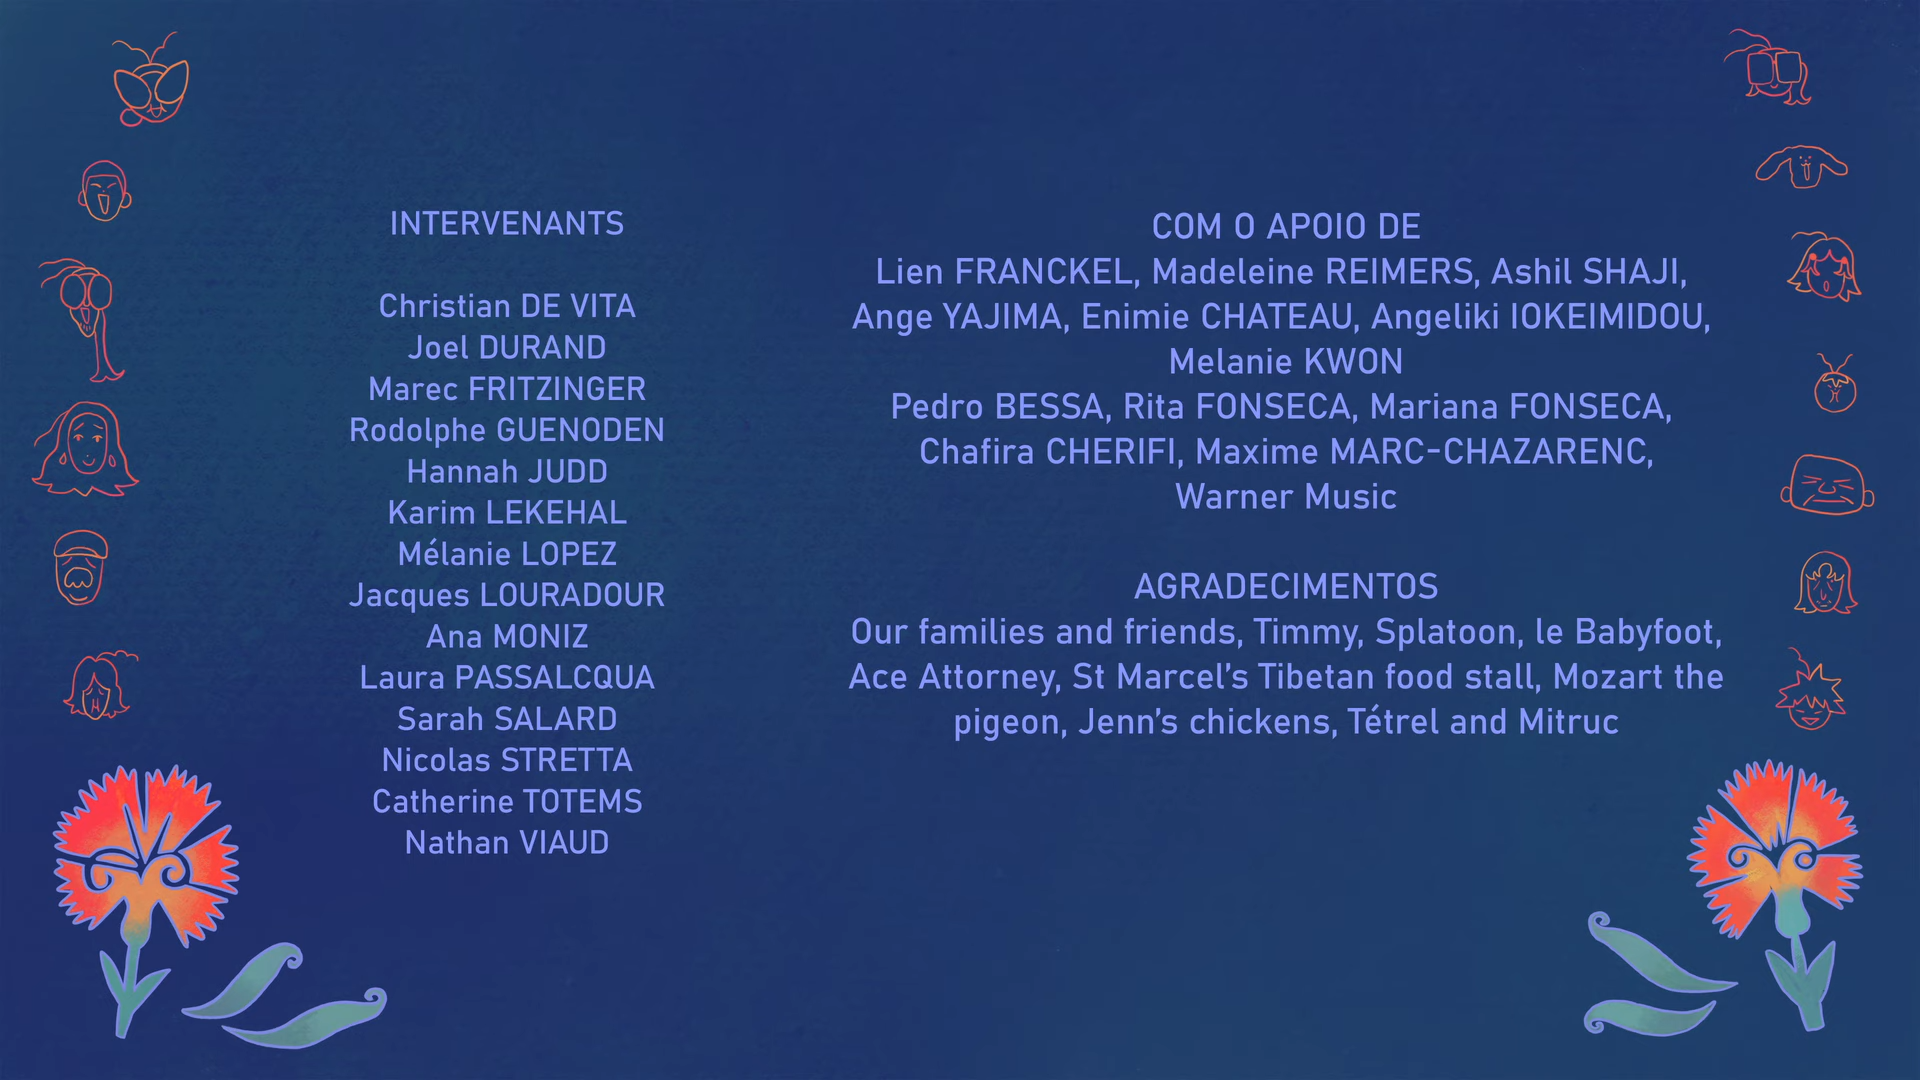 INTERVENANTS
Christian DE VITA
Joel DURAND
Marec FRITZINGER
Rodolphe GUENODEN
Hannah JUDD
Karim LEKEHAL
Mélanie LOPEZ
Jacques LOURADOUR
Ana MONIZ
Laura PASSALCQUA
Sarah SALARD
Nicolas STRETTA
Catherine TOTEMS
Nathan VIAUD
COM O APOIO DE
Lien FRANCKEL, Madeleine REIMERS, Ashil SHAJI,
Ange YAJIMA, Enimie CHATEAU, Angeliki IOKEIMIDOU,
Melanie KWON
Pedro BESSA, Rita FONSECA, Mariana FONSECA,
Chafira CHERIFI, Maxime MARC-CHAZARENC,
Warner Music
AGRADECIMENTOS
Our families and friends, Timmy, Splatoon, le Babyfoot,
Ace Attorney, St Marcel’s Tibetan food stall, Mozart the
pigeon, Jenn’s chickens, Tétrel and Mitruc